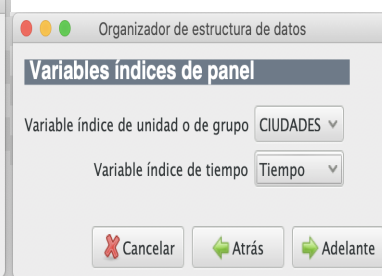 Organizador de estructura de datos
Variables índices de panel
Variable índice de unidad o de grupo CIUDADES
Variable índice de tiempo Tiempo
Cancelar Atrás Adelante